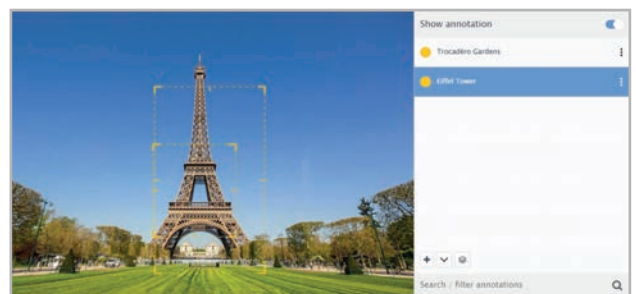 Show annotation
Trocadéro Gardens
Eiffel Tower
Search / filter annotations